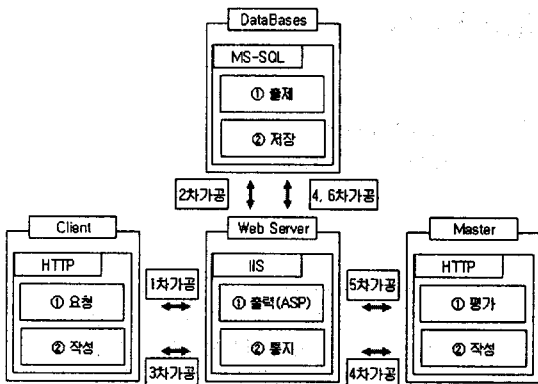 DataBases
MS-SQL
① 출제
② 저장
2차가공
4, 6차가공
Client
HTTP
① 요청
② 작성
1차가공
3차가공
Web Server
IIS
① 출력(ASP)
② 통지
5차가공
4차가공
Master
HTTP
① 평가
② 작성